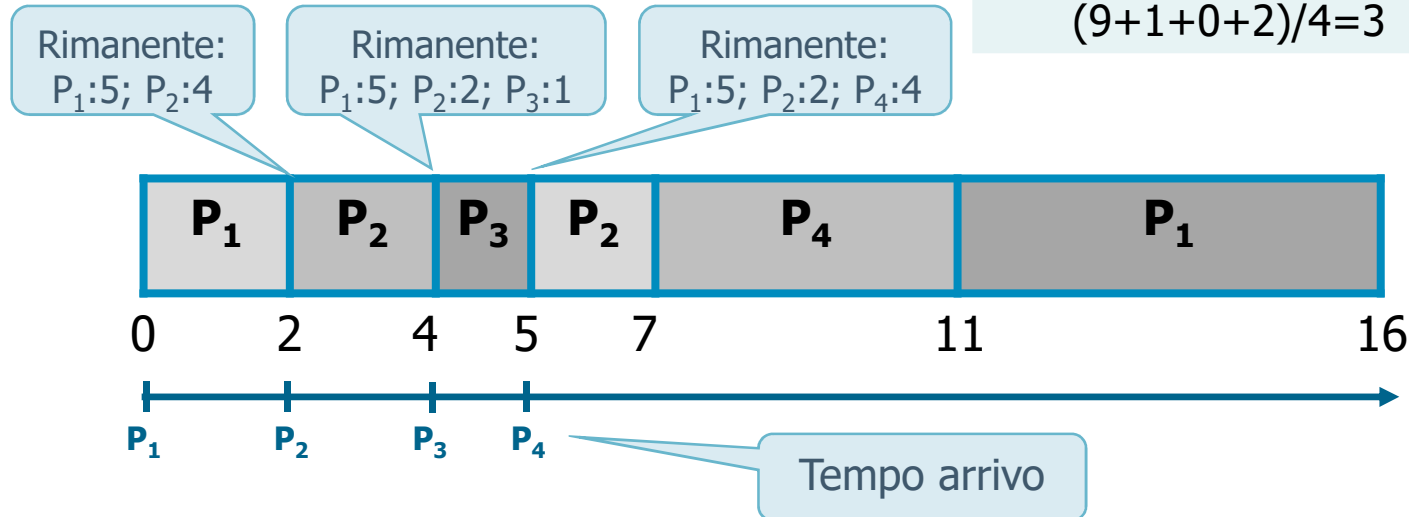 (9+1+0+2)/4=3
Rimanente:
P₁:5; P₂:4
Rimanente:
P₁:5; P₂:2; P₃:1
Rimanente:
P₁:5; P₂:2; P₄:4
P₁ P₂ P₃ P₂ P₄ P₁
0 2 4 5 7 11 16
P₁ P₂ P₃ P₄
Tempo arrivo